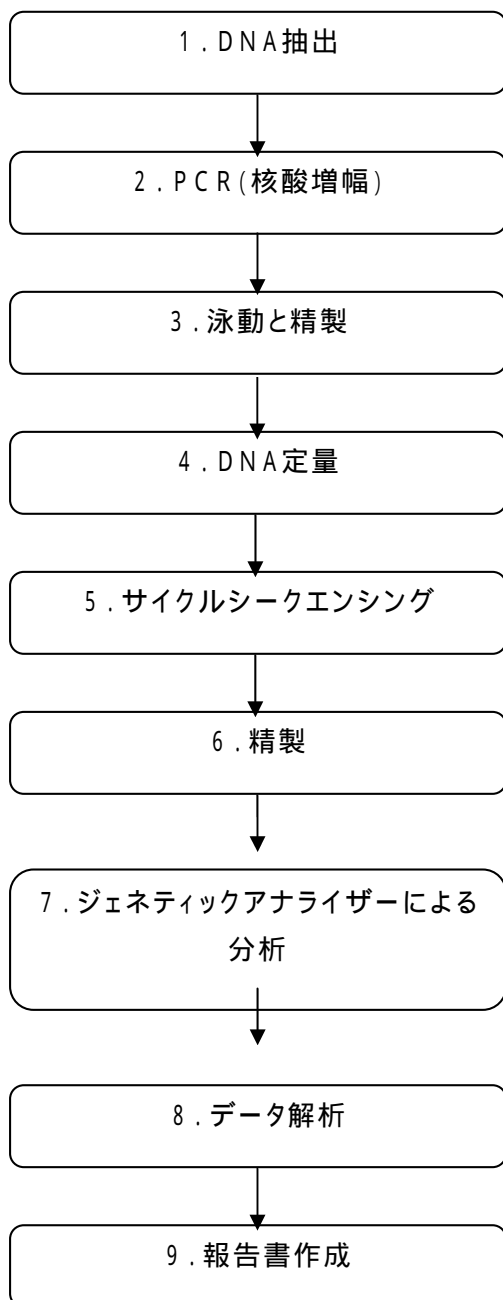 1．DNA抽出
2．PCR(核酸増幅)
3．泳動と精製
4．DNA定量
5．サイクルシークエンシング
6．精製
7．ジェネティックアナライザーによる
分析
8．データ解析
9．報告書作成